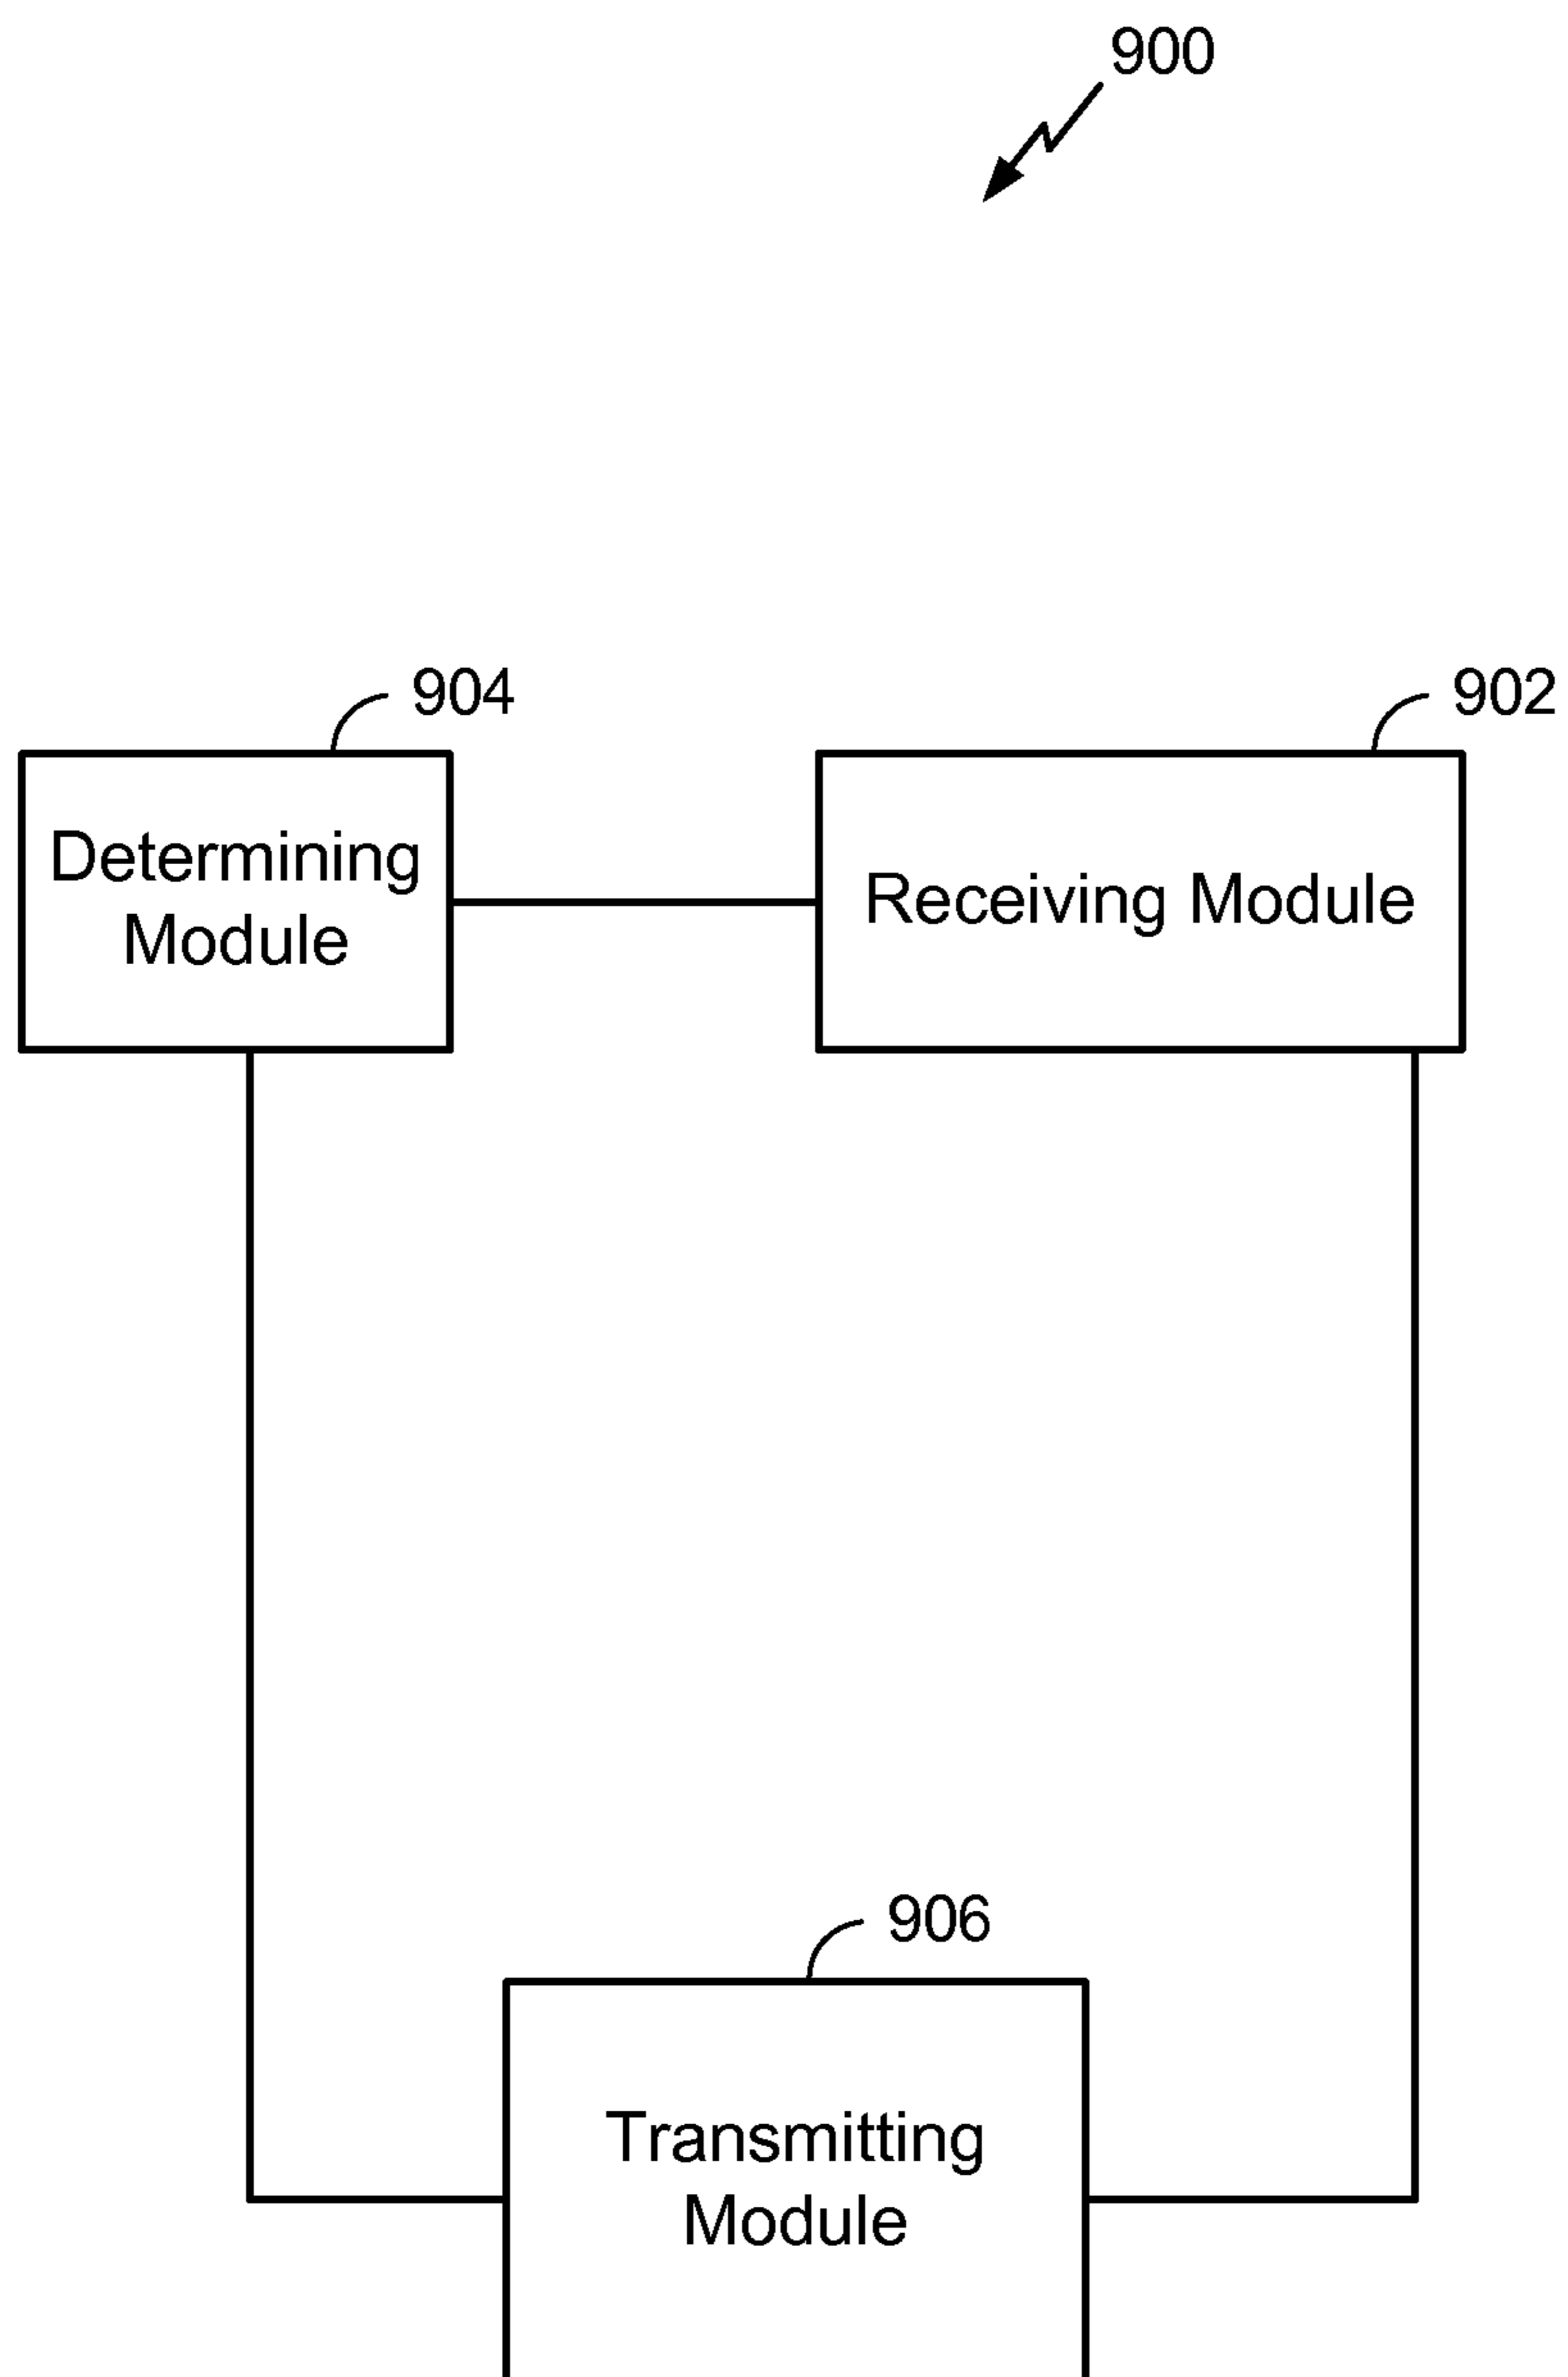 900
904
902
Determining
Module
Receiving Module
906
Transmitting
Module